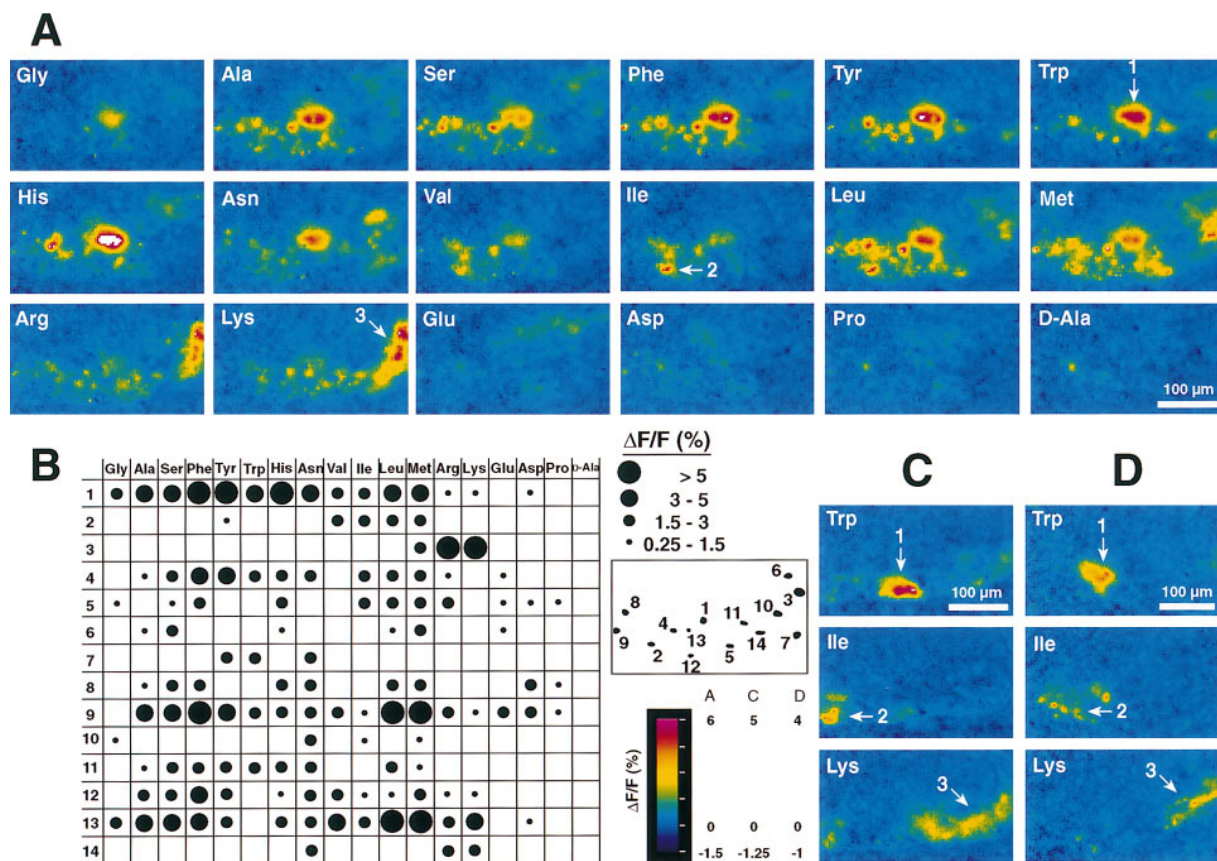 A
Gly Ala Ser Phe Tyr Trp 1
His Asn Val Ile Leu Met
2
Arg Lys 3 Glu Asp Pro D-Ala
100 µm
B
Gly Ala Ser Phe Tyr Trp His Asn Val Ile Leu Met Arg Lys Glu Asp Pro D-Ala
1
2
3
4
5
6
7
8
9
10
11
12
13
14
ΔF/F (%)
> 5
3 - 5
1.5 - 3
0.25 - 1.5
6
8 1 11 10 3
9 4 13 14 7
2 12 5
A C D
6 5 4
ΔF/F (%)
0 0 0
-1.5 -1.25 -1
C
Trp
1
100 µm
Ile
2
Lys
3
D
Trp
1
100 µm
Ile
2
Lys
3